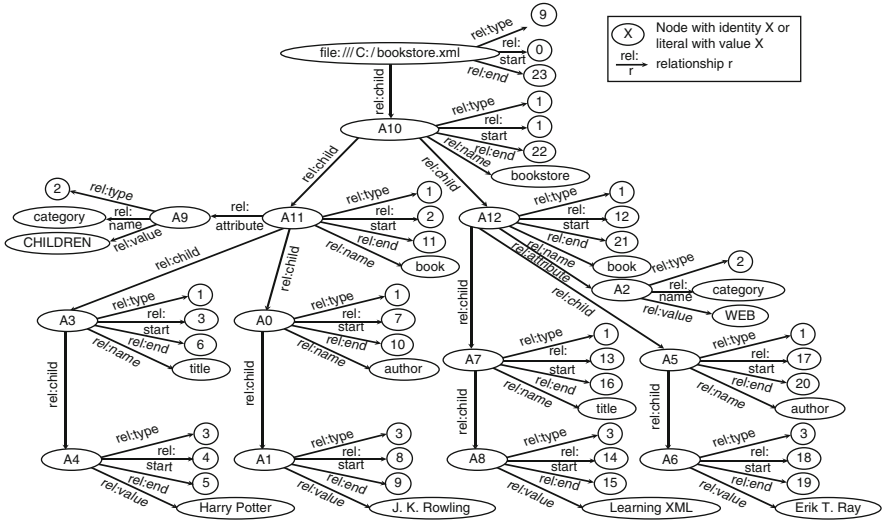 file:///C:/bookstore.xml
rel:type
9
rel:
start
0
rel:end
23
X
Node with identity X or
literal with value X
rel:
r
relationship r
rel:child
A10
rel:type
1
rel:
start
1
rel:end
22
rel:name
bookstore
rel:child
rel:child
2
rel:type
category
rel:
name
CHILDREN
rel:value
A9
rel:
attribute
A11
rel:type
1
rel:
start
2
rel:end
11
rel:name
book
A12
rel:type
1
rel:
start
12
rel:end
21
rel:name
book
rel:attribute
A2
rel:type
2
rel:
name
category
rel:value
WEB
rel:child
rel:child
rel:child
rel:child
A3
rel:type
1
rel:
start
3
rel:end
6
rel:name
title
A0
rel:type
1
rel:
start
7
rel:end
10
rel:name
author
A7
rel:type
1
rel:
start
13
rel:end
16
rel:name
title
A5
rel:type
1
rel:
start
17
rel:end
20
rel:name
author
rel:child
rel:child
rel:child
rel:child
A4
rel:type
3
rel:
start
4
rel:end
5
rel:value
Harry Potter
A1
rel:type
3
rel:
start
8
rel:end
9
rel:value
J. K. Rowling
A8
rel:type
3
rel:
start
14
rel:end
15
rel:value
Learning XML
A6
rel:type
3
rel:
start
18
rel:end
19
rel:value
Erik T. Ray